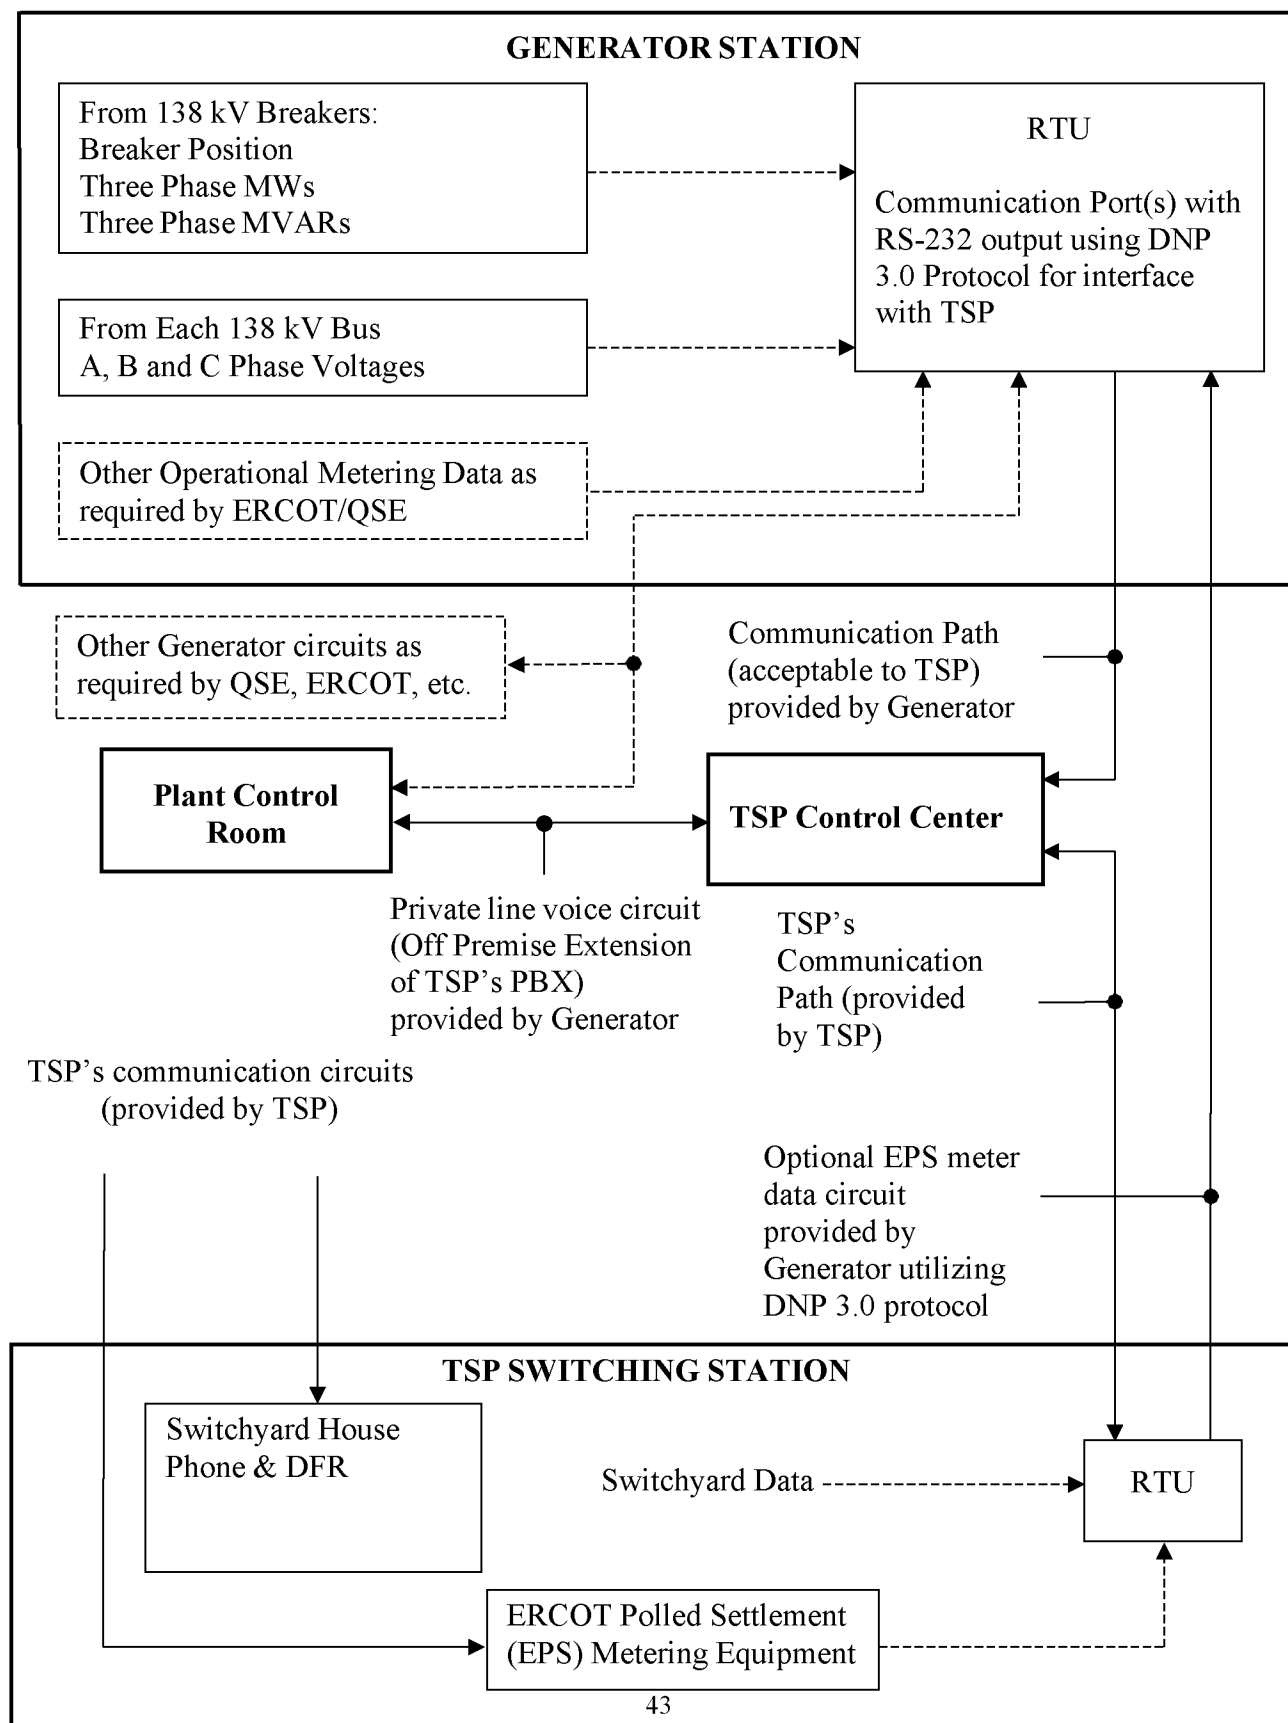 GENERATOR STATION
From 138 kV Breakers:
Breaker Position
Three Phase MWs
Three Phase MVARs
RTU
Communication Port(s) with
RS-232 output using DNP
3.0 Protocol for interface
with TSP
From Each 138 kV Bus
A, B and C Phase Voltages
Other Operational Metering Data as
required by ERCOT/QSE
Other Generator circuits as
required by QSE, ERCOT, etc.
Communication Path
(acceptable to TSP)
provided by Generator
Plant Control
Room
TSP Control Center
Private line voice circuit
(Off Premise Extension
of TSP’s PBX)
provided by Generator
TSP’s
Communication
Path (provided
by TSP)
TSP’s communication circuits
(provided by TSP)
Optional EPS meter
data circuit
provided by
Generator utilizing
DNP 3.0 protocol
TSP SWITCHING STATION
Switchyard House
Phone & DFR
Switchyard Data
RTU
ERCOT Polled Settlement
(EPS) Metering Equipment
43